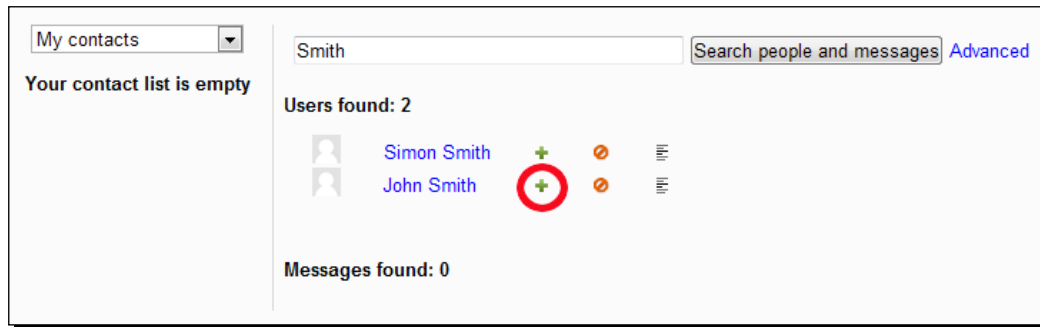 My contacts
Your contact list is empty
Smith
Search people and messages Advanced
Users found: 2
Simon Smith
John Smith
Messages found: 0